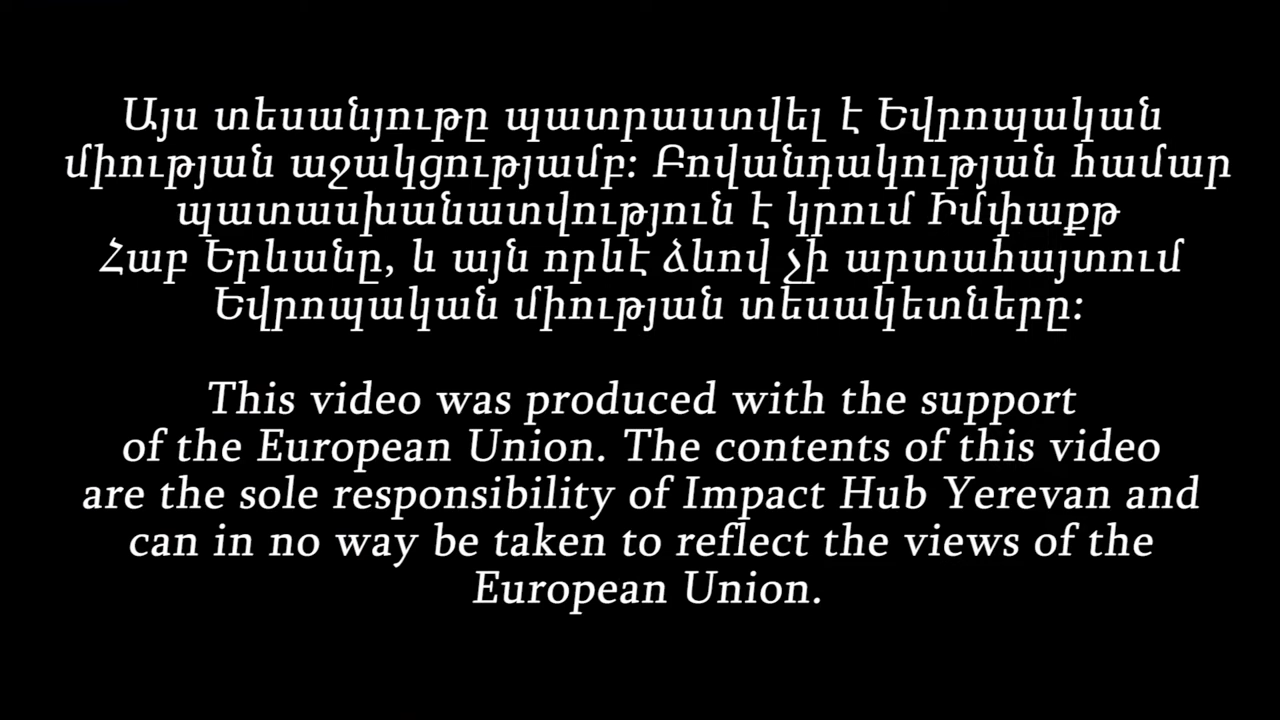 Այս տեսանյութը պատրաստվել է Եվրոպական
միության աջակցությամբ։ Բովանդակության համար
պատասխանատվություն է կրում Իմփաքթ
Հաբ Երևանը, և այն որևէ ձևով չի արտահայտում
Եվրոպական միության տեսակետները։
This video was produced with the support
of the European Union. The contents of this video
are the sole responsibility of Impact Hub Yerevan and
can in no way be taken to reflect the views of the
European Union.